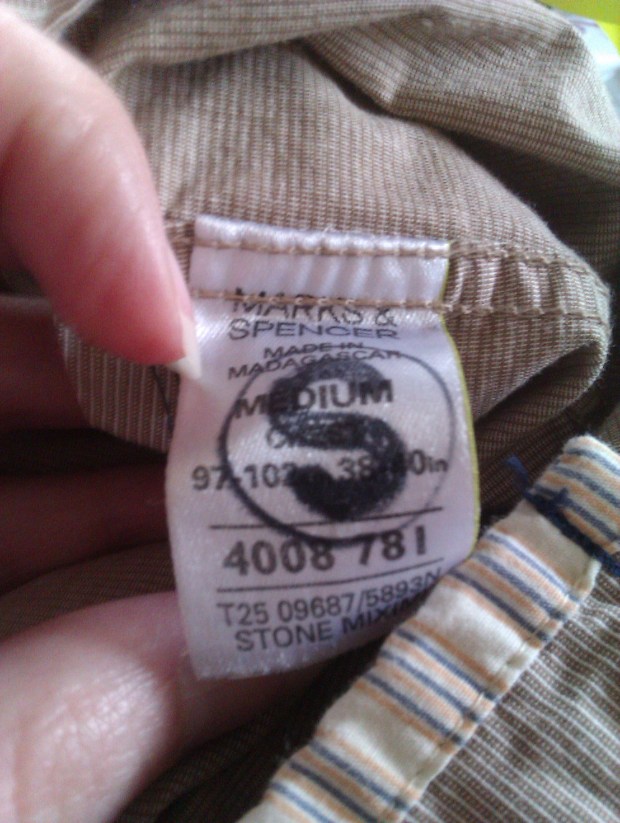 MARKS &
SPENCER
MADE IN
MADAGASCAR
MEDIUM
S
97-102 38-40in
4008 781
T25 09687/5893N
STONE